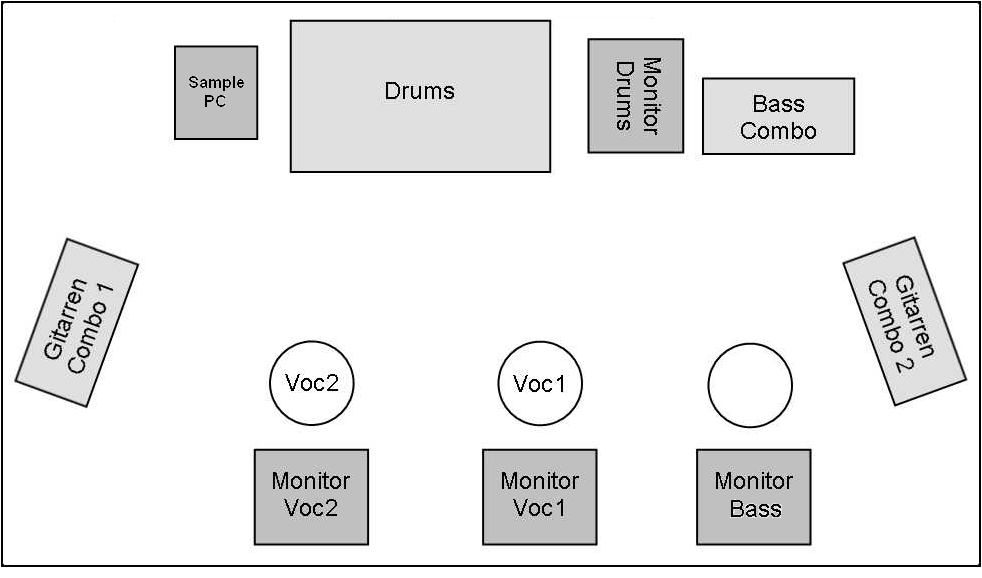 Sample
PC
Drums
Monitor
Drums
Bass
Combo
Gitarren
Combo 1
Gitarren
Combo 2
Voc2
Voc1
Monitor
Voc2
Monitor
Voc1
Monitor
Bass